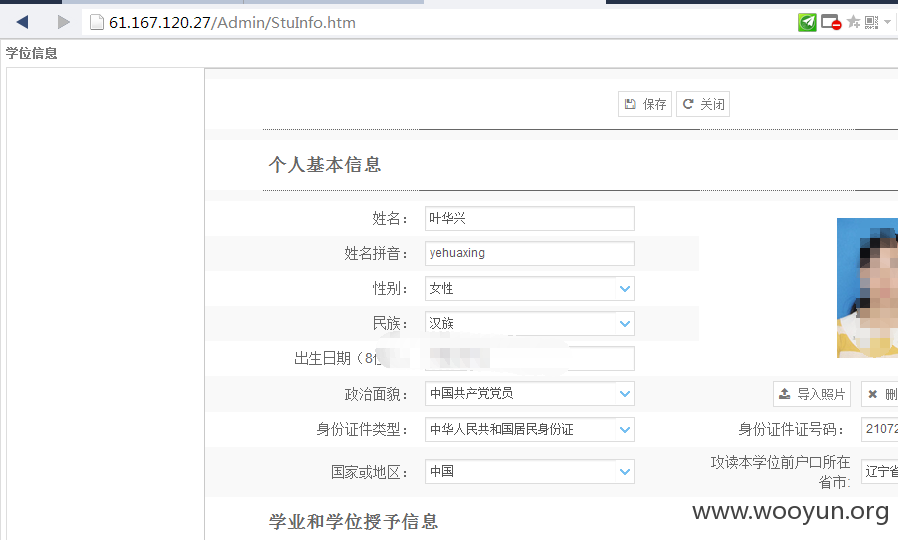 61.167.120.27/Admin/StuInfo.htm
学位信息
保存 关闭
个人基本信息
姓名： 叶华兴
姓名拼音： yehuaxing
性别： 女性
民族： 汉族
出生日期（8位
政治面貌： 中国共产党党员 导入照片 删
身份证件类型： 中华人民共和国居民身份证 身份证件证号码： 21072
国家或地区： 中国 攻读本学位前户口所在
省市: 辽宁省
学业和学位授予信息
www.wooyun.org